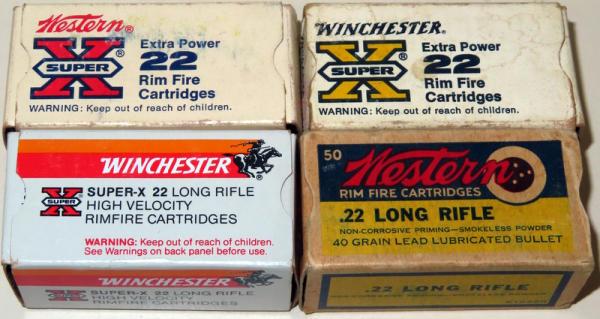 Western®
X SUPER
Extra Power
22
Rim Fire
Cartridges
WARNING: Keep out of reach of children.
WINCHESTER®
X SUPER
Extra Power
22
Rim Fire
Cartridges
WARNING: Keep out of reach of children.
WINCHESTER
X SUPER
SUPER-X 22 LONG RIFLE
HIGH VELOCITY
RIMFIRE CARTRIDGES
WARNING: Keep out of reach of children.
See Warnings on back panel before use.
X SUPER
SUPER-X 22 LONG RIFLE
HIGH VELOCITY
RIMFIRE CARTRIDGES
50
Western
RIM FIRE CARTRIDGES
.22 LONG RIFLE
NON-CORROSIVE PRIMING—SMOKELESS POWDER
40 GRAIN LEAD LUBRICATED BULLET
.22 LONG RIFLE